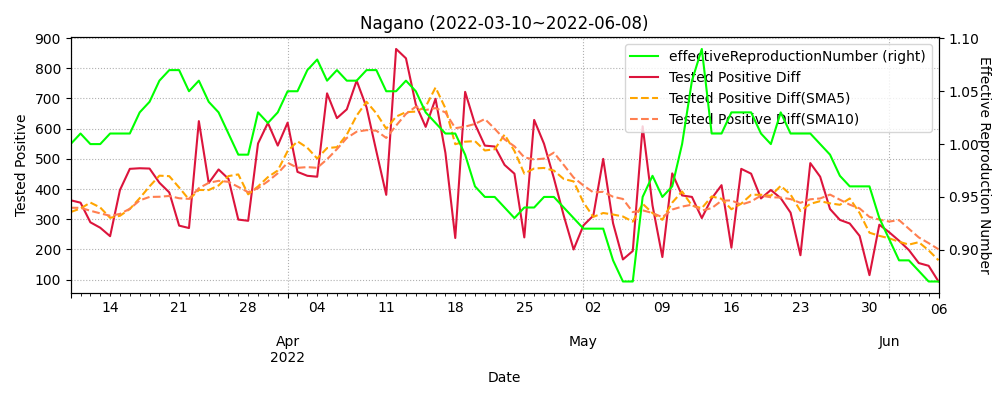 Nagano (2022-03-10~2022-06-08)
900
800
700
600
500
400
300
200
100
Tested Positive
1.10
1.05
1.00
0.95
0.90
Effective Reproduction Number
effectiveReproductionNumber (right)
Tested Positive Diff
Tested Positive Diff(SMA5)
Tested Positive Diff(SMA10)
14 21 28 04 11 18 25 02 09 16 23 30 06
Apr May Jun
2022
Date